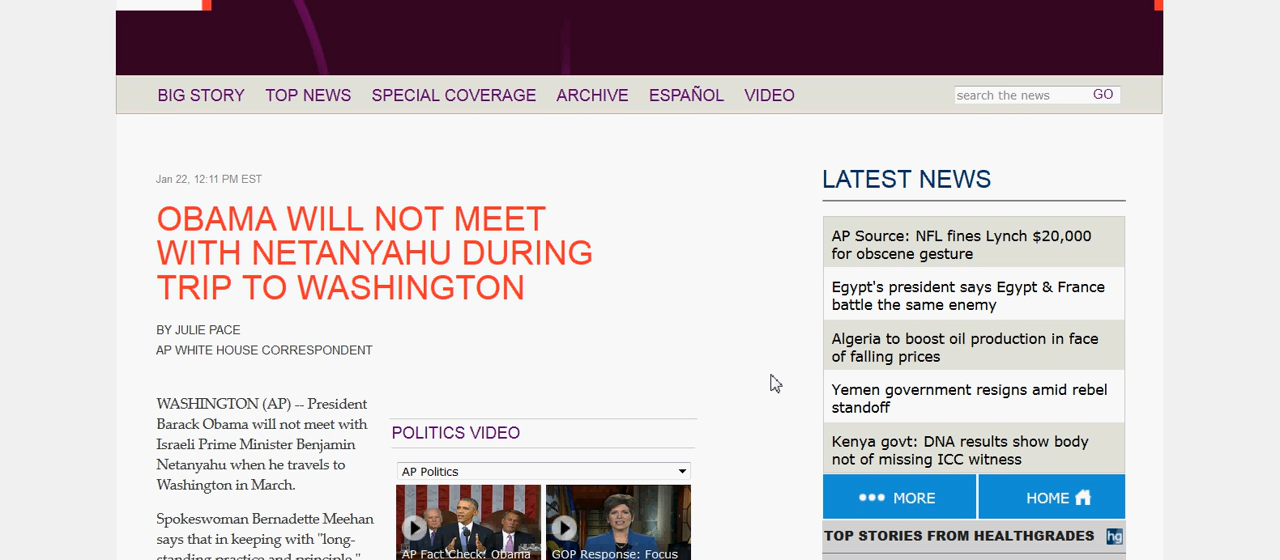 BIG STORY TOP NEWS SPECIAL COVERAGE ARCHIVE ESPAÑOL VIDEO
search the news GO
Jan 22, 12:11 PM EST
OBAMA WILL NOT MEET
WITH NETANYAHU DURING
TRIP TO WASHINGTON
BY JULIE PACE
AP WHITE HOUSE CORRESPONDENT
WASHINGTON (AP) -- President
Barack Obama will not meet with
Israeli Prime Minister Benjamin
Netanyahu when he travels to
Washington in March.
Spokeswoman Bernadette Meehan
says that in keeping with "long-
standing practice and principle,"
POLITICS VIDEO
AP Politics
AP Fact Check: Obama
GOP Response: Focus
LATEST NEWS
AP Source: NFL fines Lynch $20,000
for obscene gesture
Egypt's president says Egypt & France
battle the same enemy
Algeria to boost oil production in face
of falling prices
Yemen government resigns amid rebel
standoff
Kenya govt: DNA results show body
not of missing ICC witness
MORE HOME
TOP STORIES FROM HEALTHGRADES hg